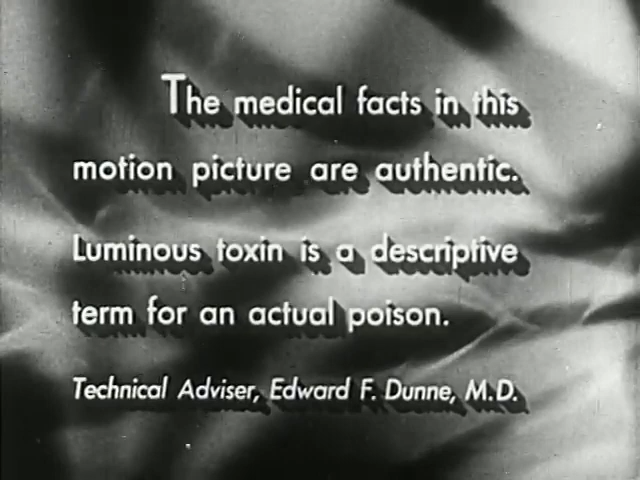 The medical facts in this
motion picture are authentic.
Luminous toxin is a descriptive
term for an actual poison.
Technical Adviser, Edward F. Dunne, M.D.